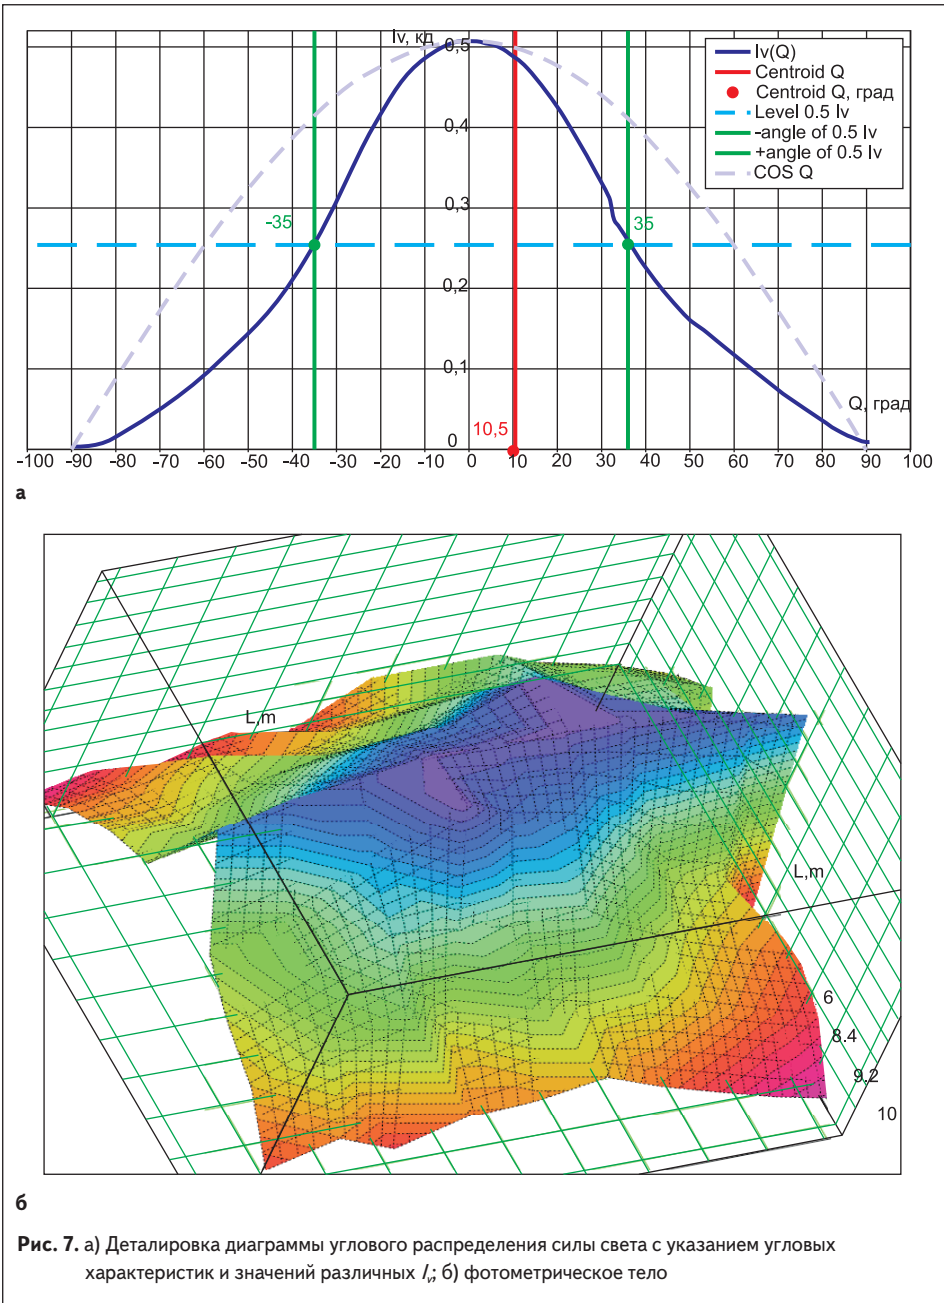 Iv, кд
0,5
0,4
0,3
0,2
0,1
0
-35
35
10,5
Q, град
-100 -90 -80 -70 -60 -50 -40 -30 -20 -10 0 10 20 30 40 50 60 70 80 90 100
Iv(Q)
Centroid Q
Centroid Q, град
Level 0.5 Iv
-angle of 0.5 Iv
+angle of 0.5 Iv
COS Q
а
L,m
L,m
6
8.4
9.2
10
б
Рис. 7. а) Деталировка диаграммы углового распределения силы света с указанием угловых
характеристик и значений различных Iᵥ; б) фотометрическое тело